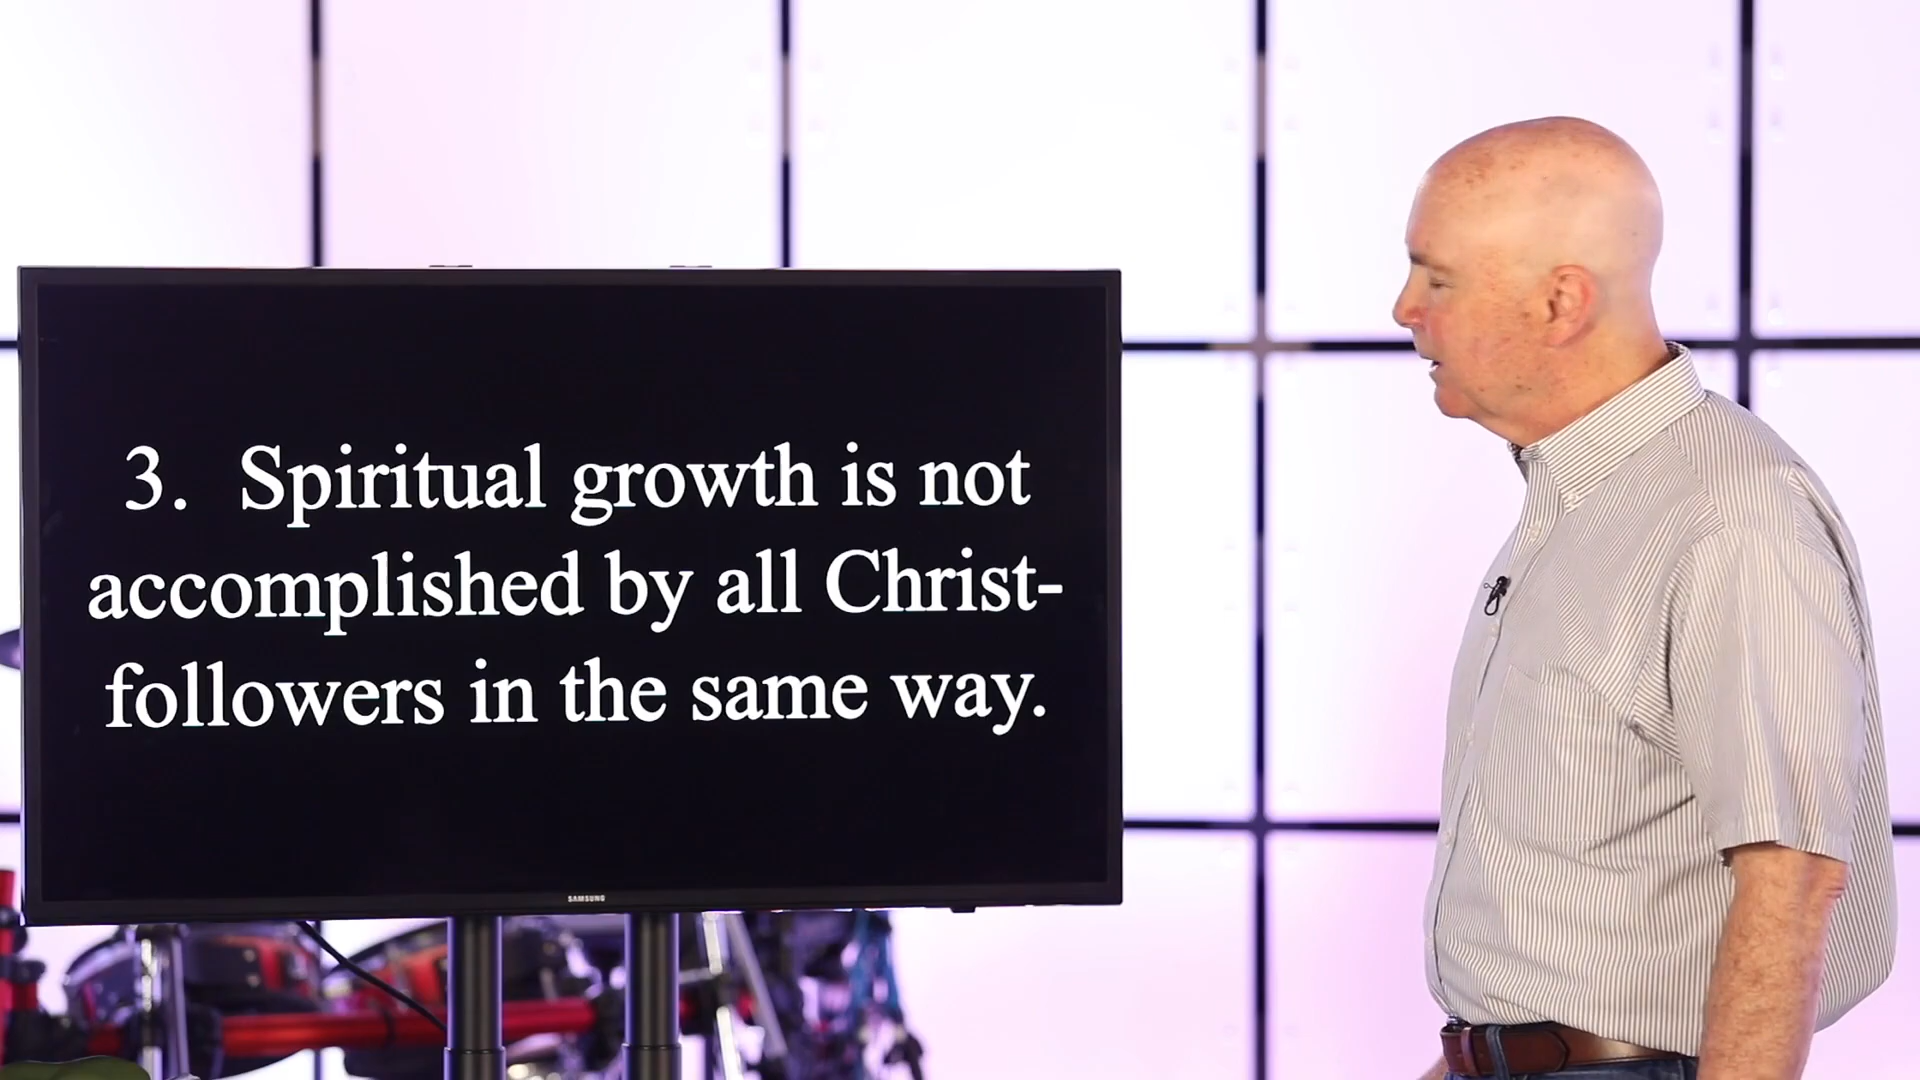 3. Spiritual growth is not
accomplished by all Christ-
followers in the same way.
SAMSUNG